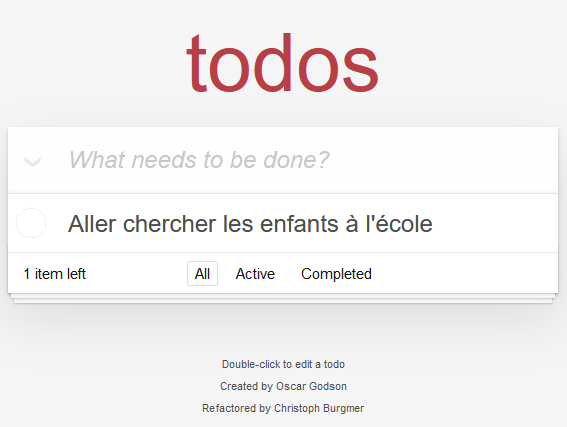 todos
What needs to be done?
Aller chercher les enfants à l'école
1 item left All Active Completed
Double-click to edit a todo
Created by Oscar Godson
Refactored by Christoph Burgmer